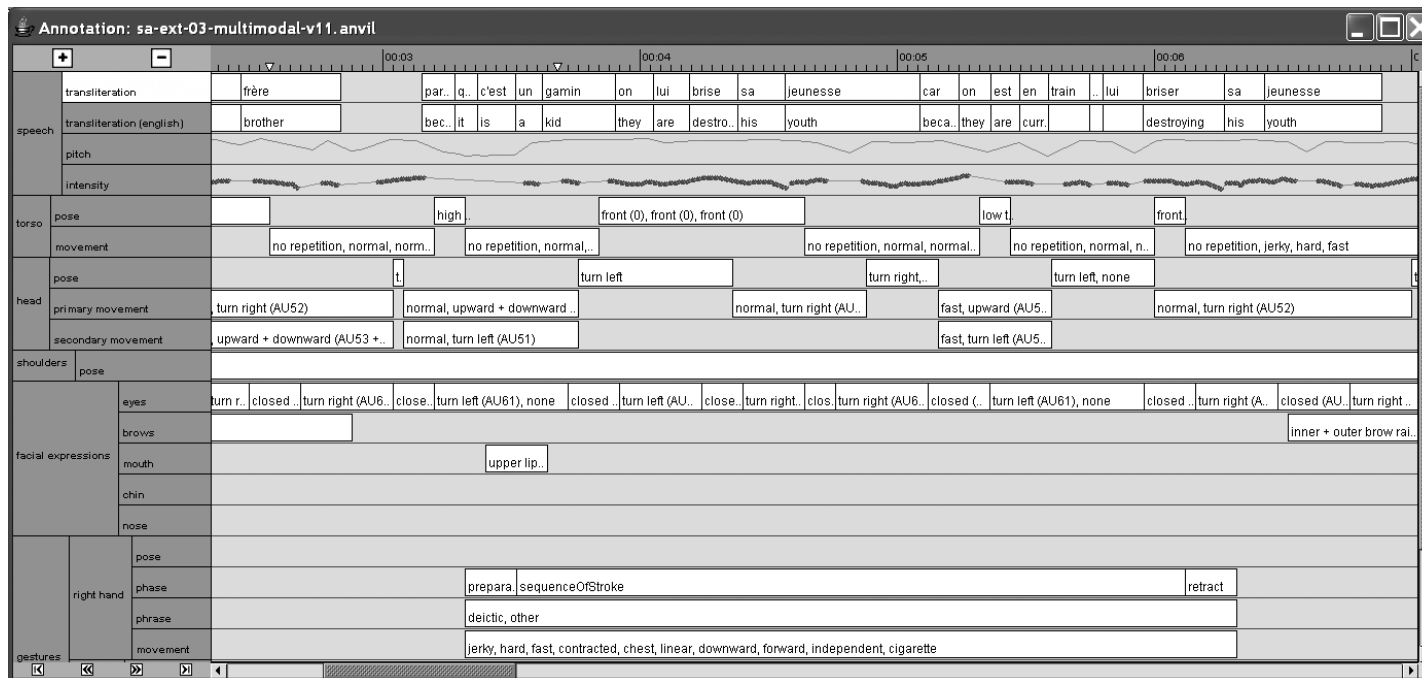 Annotation: sa-ext-03-multimodal-v11.anvil
+ -
00:03 00:04 00:05 00:06
speech
transliteration frère par.. q.. c'est un gamin on lui brise sa jeunesse car on est en train .. lui briser sa jeunesse
transliteration (english) brother bec.. it is a kid they are destro.. his youth beca.. they are curr. destroying his youth
pitch
intensity
torso
pose high .. front (0), front (0), front (0) low t.. front..
movement no repetition, normal, norm.. no repetition, normal,.. no repetition, normal, normal.. no repetition, normal, n.. no repetition, jerky, hard, fast
head
pose t. turn left turn right,.. turn left, none
primary movement , turn right (AU52) normal, upward + downward .. normal, turn right (AU.. fast, upward (AU5.. normal, turn right (AU52)
secondary movement , upward + downward (AU53 +.. normal, turn left (AU51) fast, turn left (AU5..
shoulders pose
facial expressions
eyes turn r.. closed .. turn right (AU6.. close.. turn left (AU61), none closed .. turn left (AU.. close.. turn right.. clos. turn right (AU6.. closed (.. turn left (AU61), none closed .. turn right (A.. closed (AU.. turn right ..
brows inner + outer brow rai..
mouth upper lip..
chin
nose
gestures
right hand
pose
phase prepara. sequenceOfStroke retract
phrase deictic, other
movement jerky, hard, fast, contracted, chest, linear, downward, forward, independent, cigarette